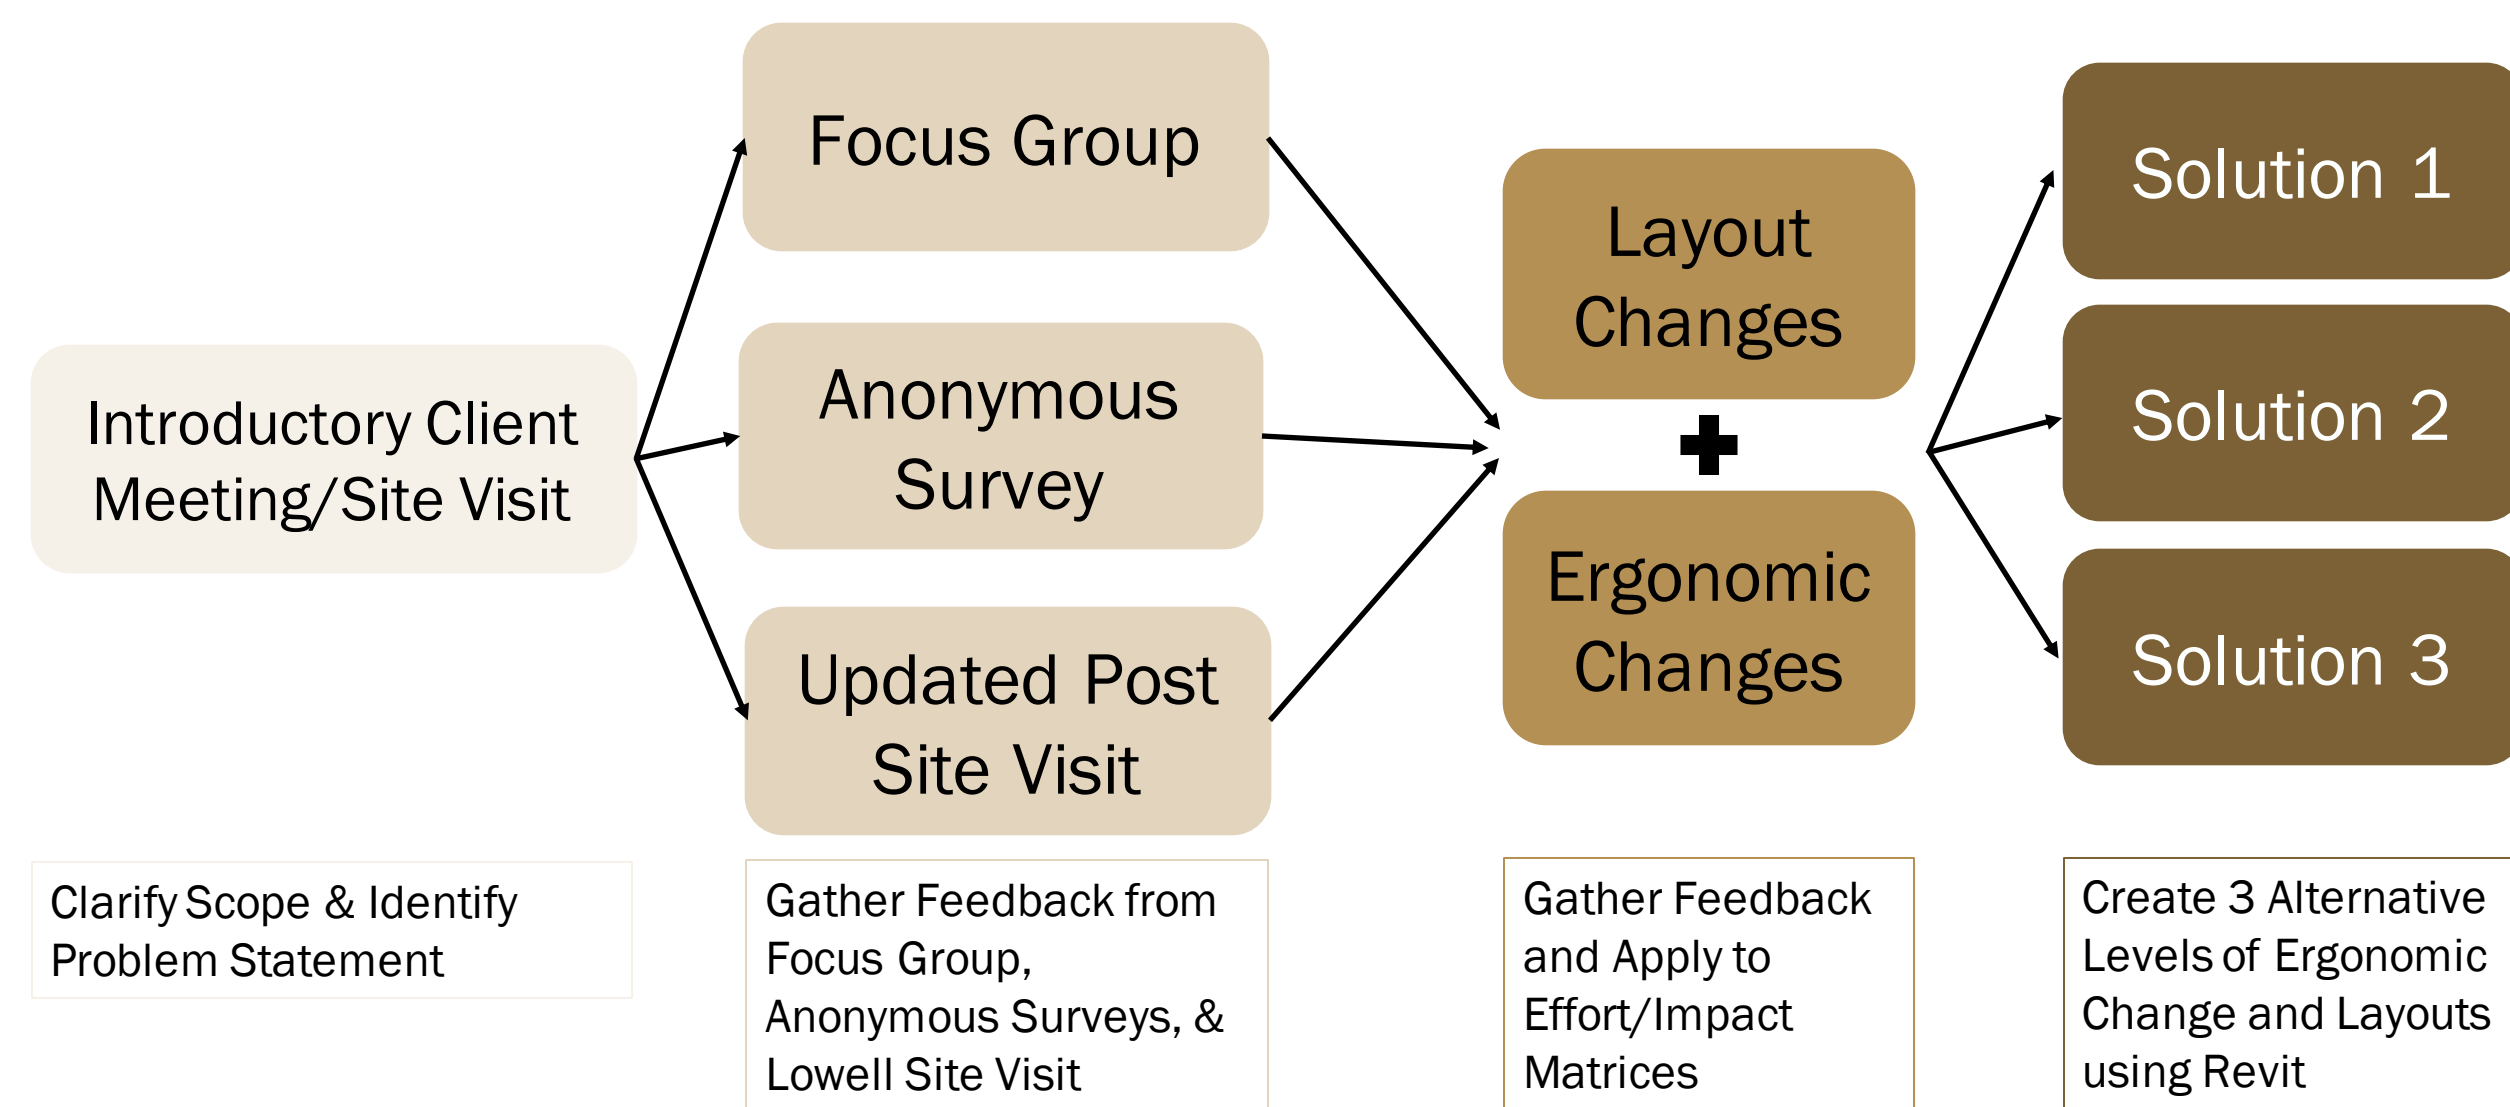 Introductory Client
Meeting/Site Visit
Focus Group
Anonymous
Survey
Updated Post
Site Visit
Layout
Changes
Ergonomic
Changes
Solution 1
Solution 2
Solution 3
Clarify Scope & Identify
Problem Statement
Gather Feedback from
Focus Group,
Anonymous Surveys, &
Lowell Site Visit
Gather Feedback
and Apply to
Effort/Impact
Matrices
Create 3 Alternative
Levels of Ergonomic
Change and Layouts
using Revit